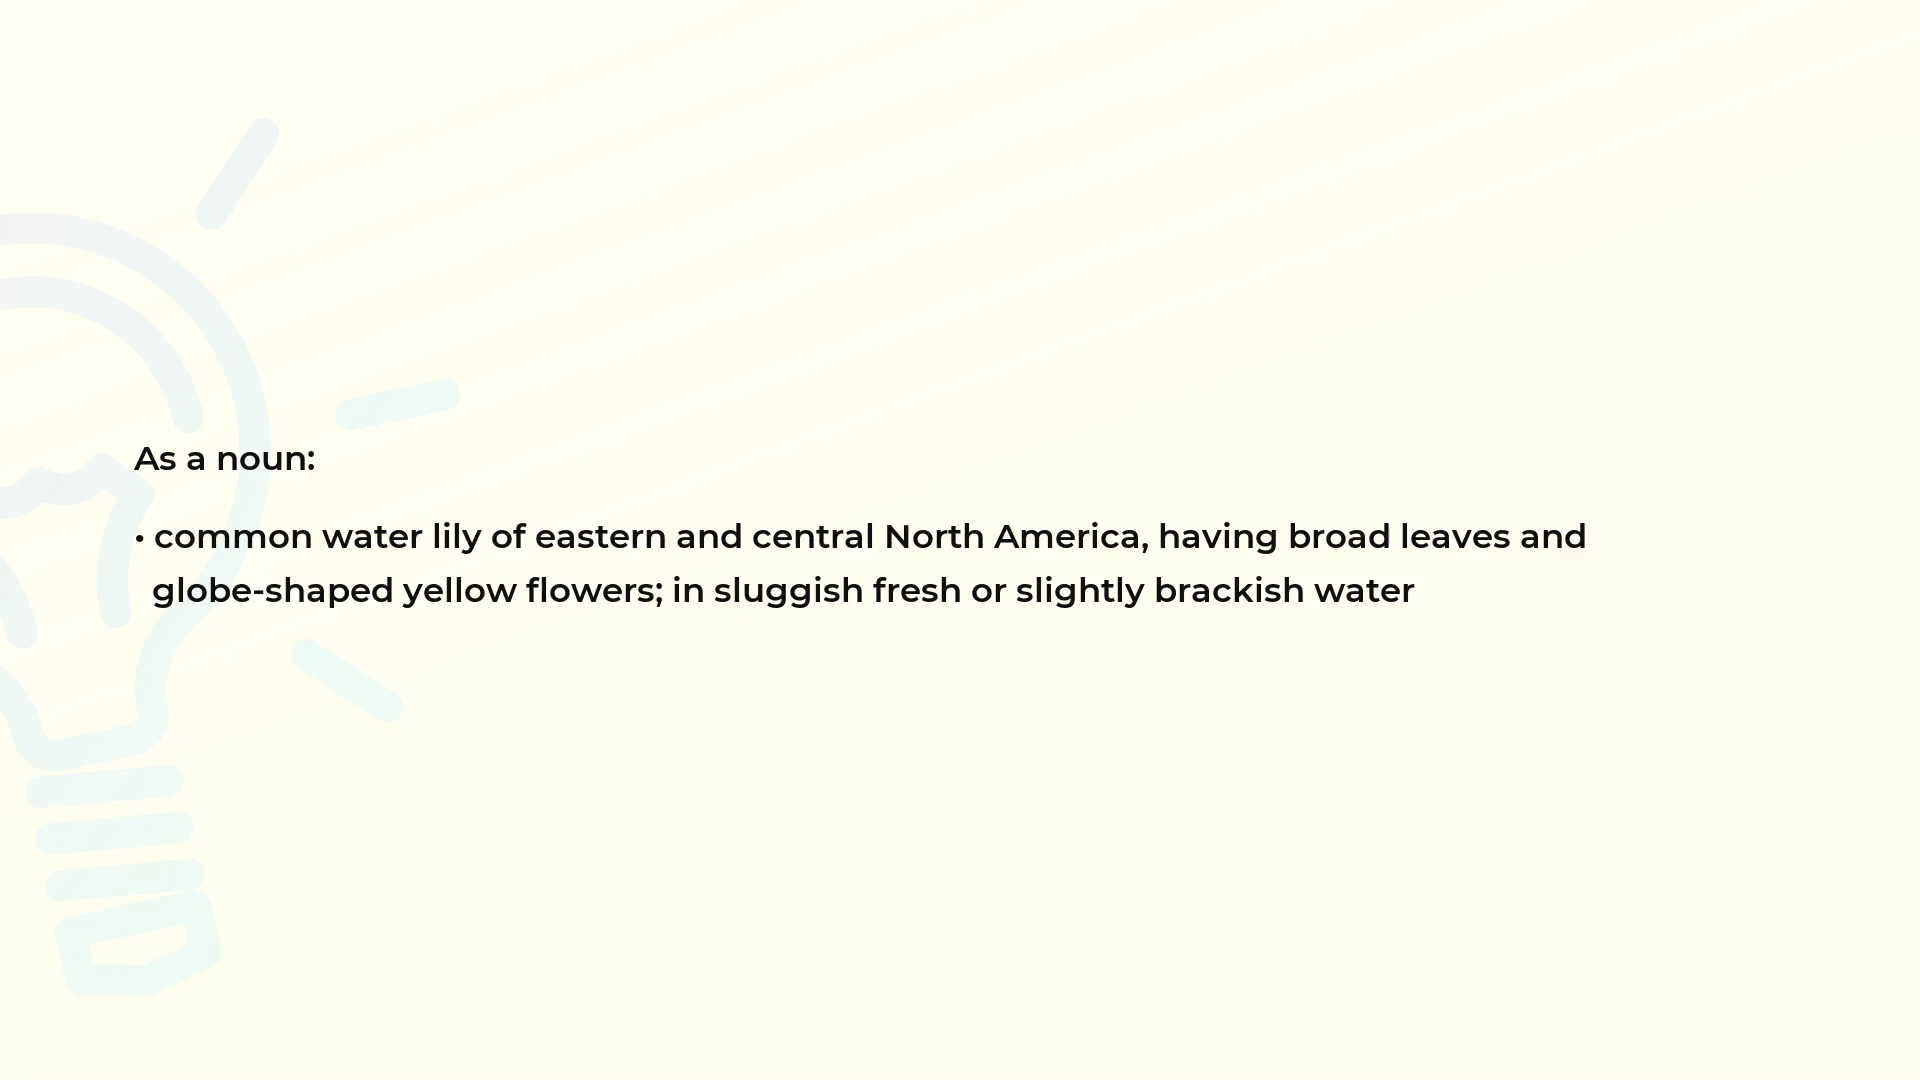 As a noun:
• common water lily of eastern and central North America, having broad leaves and
globe-shaped yellow flowers; in sluggish fresh or slightly brackish water